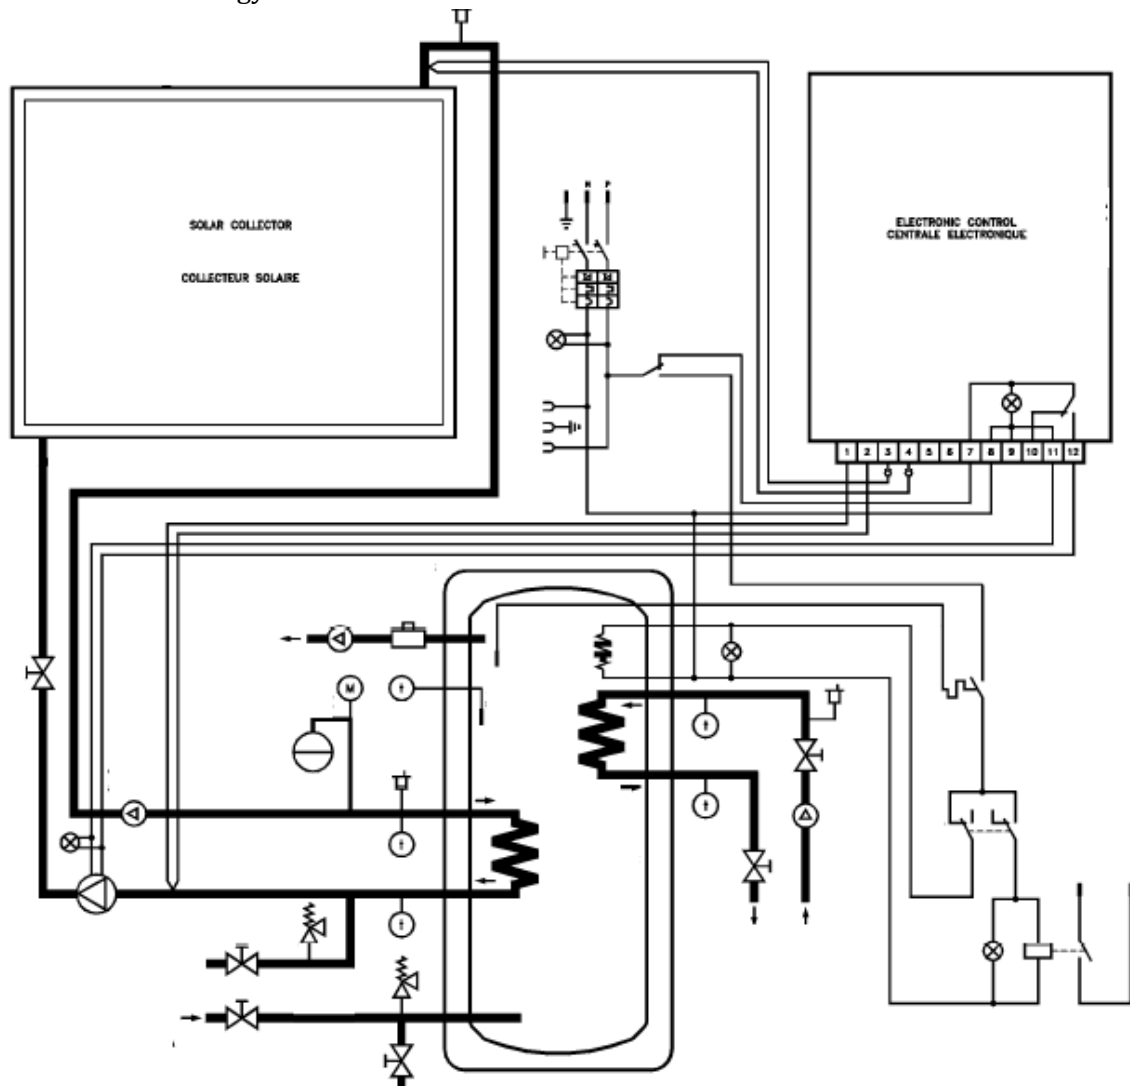 gy
N P
SOLAR COLLECTOR
COLLECTEUR SOLAIRE
ELECTRONIC CONTROL
CENTRALE ELECTRONIQUE
1 2 3 4 5 6 7 8 9 10 11 12
M t
t
t
t
t